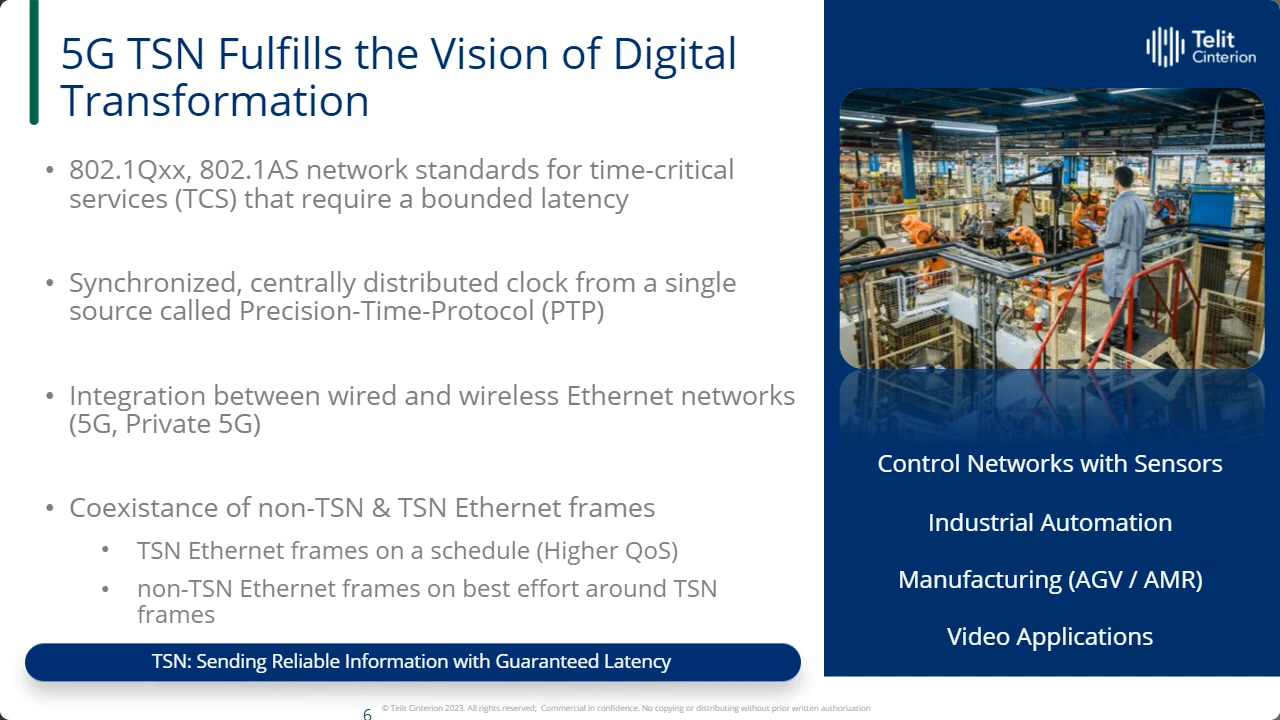 5G TSN Fulfills the Vision of Digital
Transformation
• 802.1Qxx, 802.1AS network standards for time-critical
services (TCS) that require a bounded latency
• Synchronized, centrally distributed clock from a single
source called Precision-Time-Protocol (PTP)
• Integration between wired and wireless Ethernet networks
(5G, Private 5G)
• Coexistance of non-TSN & TSN Ethernet frames
• TSN Ethernet frames on a schedule (Higher QoS)
• non-TSN Ethernet frames on best effort around TSN
frames
TSN: Sending Reliable Information with Guaranteed Latency
Telit
Cinterion
Control Networks with Sensors
Industrial Automation
Manufacturing (AGV / AMR)
Video Applications
6
© Telit Cinterion 2023. All rights reserved; Commercial in confidence. No copying or distributing without prior written authorization